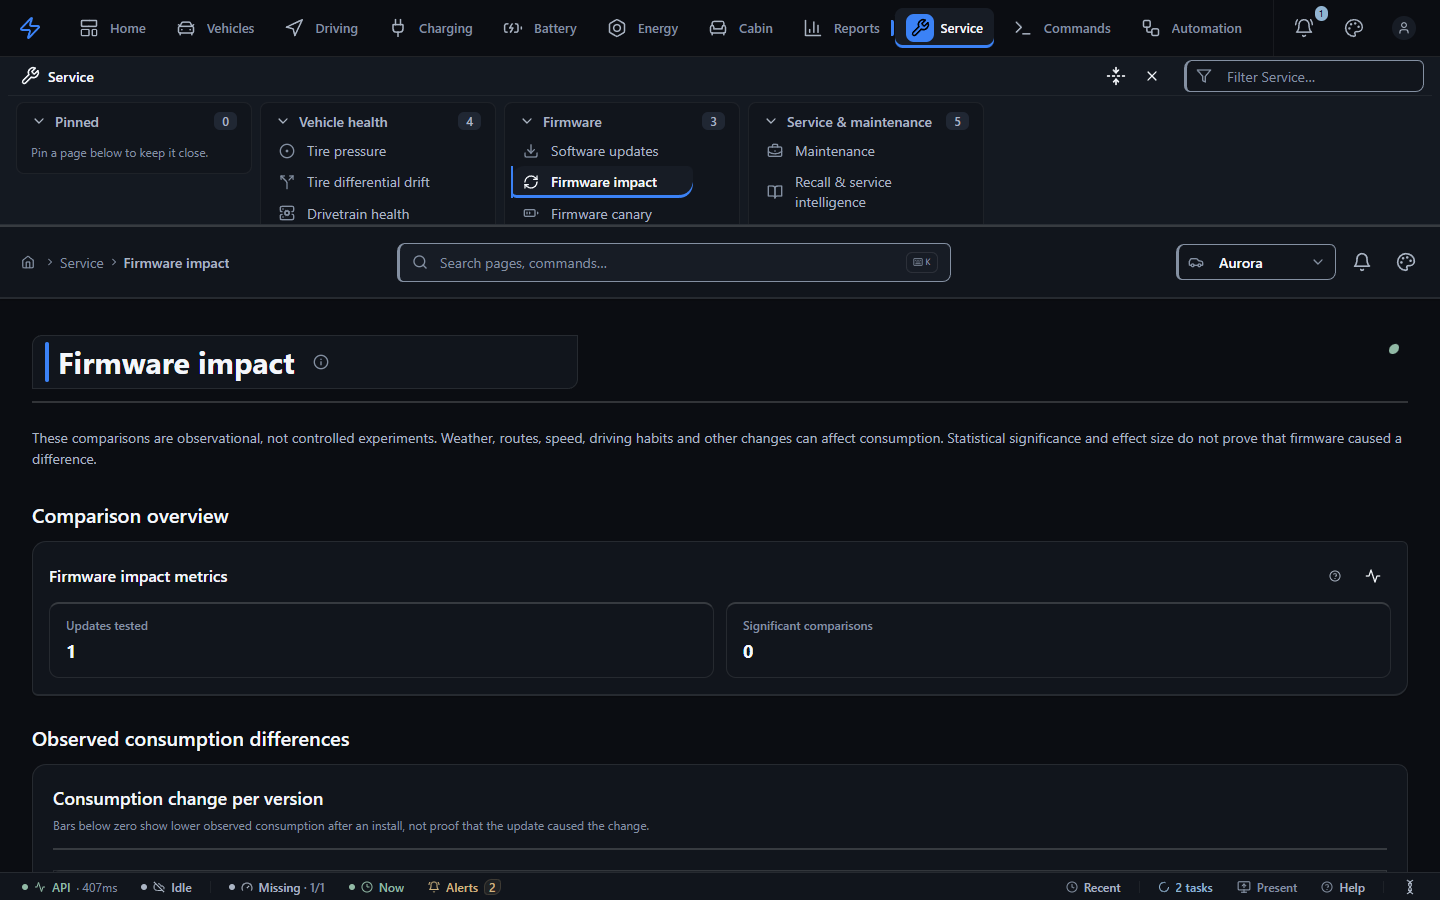 Home
Vehicles
Driving
Charging
Battery
Energy
Cabin
Reports
Service
Commands
Automation
1
Service
Filter Service...
Pinned 0
Pin a page below to keep it close.
Vehicle health 4
Tire pressure
Tire differential drift
Drivetrain health
Firmware 3
Software updates
Firmware impact
Firmware canary
Service & maintenance 5
Maintenance
Recall & service
intelligence
Service
Firmware impact
Search pages, commands...
K
Aurora
Firmware impact
These comparisons are observational, not controlled experiments. Weather, routes, speed, driving habits and other changes can affect consumption. Statistical significance and effect size do not prove that firmware caused a
difference.
Comparison overview
Firmware impact metrics
Updates tested
1
Significant comparisons
0
Observed consumption differences
Consumption change per version
Bars below zero show lower observed consumption after an install, not proof that the update caused the change.
API · 407ms
Idle
Missing · 1/1
Now
Alerts 2
Recent
2 tasks
Present
Help